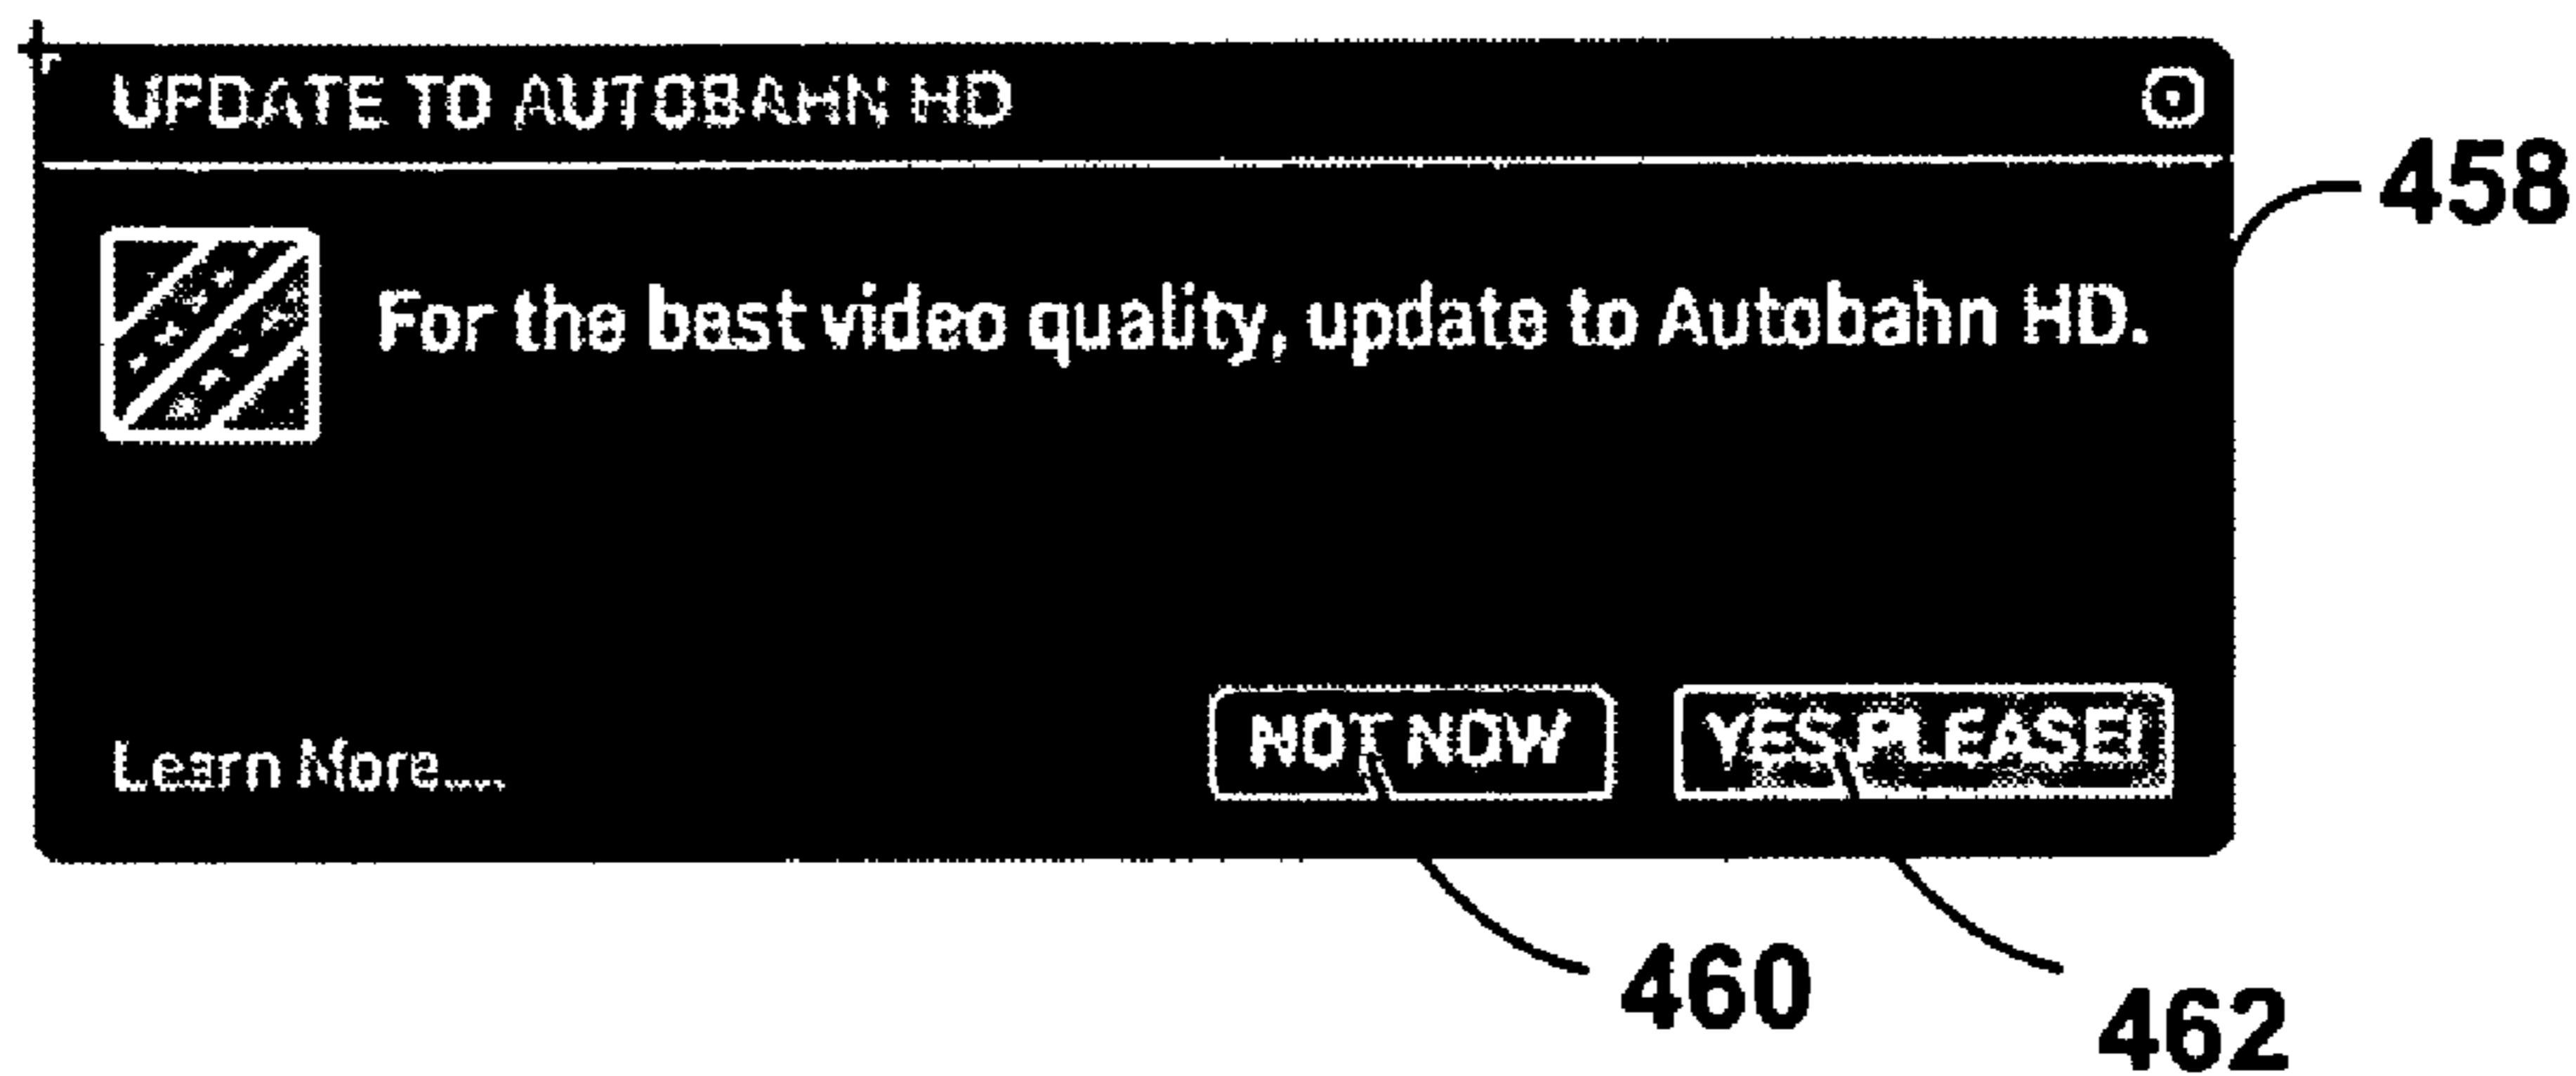 UPDATE TO AUTOBAHN HD
458
For the best video quality, update to Autobahn HD.
Learn More....
NOT NOW
YES PLEASE!
460
462